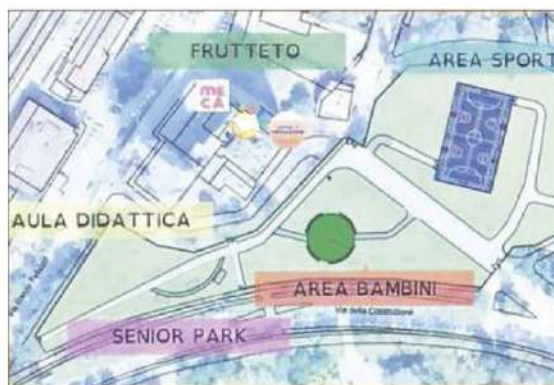 FRUTTETO
AREA SPORT
ME
CA
AULA DIDATTICA
AREA BAMBINI
Via della Costituzione
SENIOR PARK